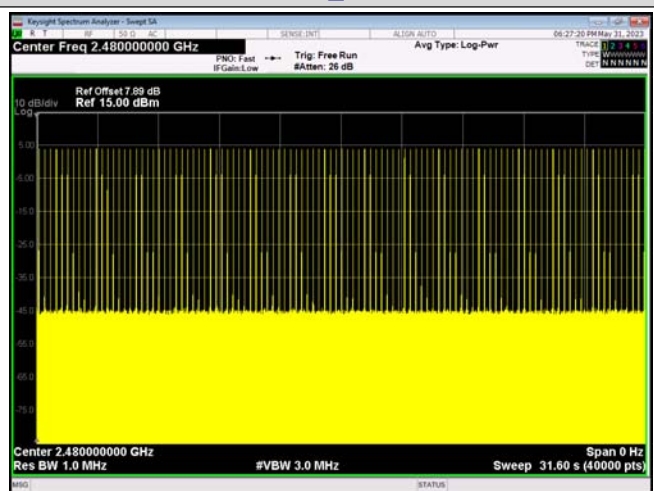 Keysight Spectrum Analyzer - Swept SA
R T RF 50 Ω AC SENSE:INT ALIGN AUTO 06:27:20 PM May 31, 2023
Center Freq 2.480000000 GHz Avg Type: Log-Pwr TRACE 1 2 3 4 5
PNO: Fast Trig: Free Run TYPE W
IFGain:Low #Atten: 26 dB DET N N N N N N
Ref Offset 7.89 dB
10 dB/div Ref 15.00 dBm
Log
5.00
-5.00
-15.0
-25.0
-35.0
-45.0
-55.0
-65.0
-75.0
Center 2.480000000 GHz Span 0 Hz
Res BW 1.0 MHz #VBW 3.0 MHz Sweep 31.60 s (40000 pts)
MSG STATUS